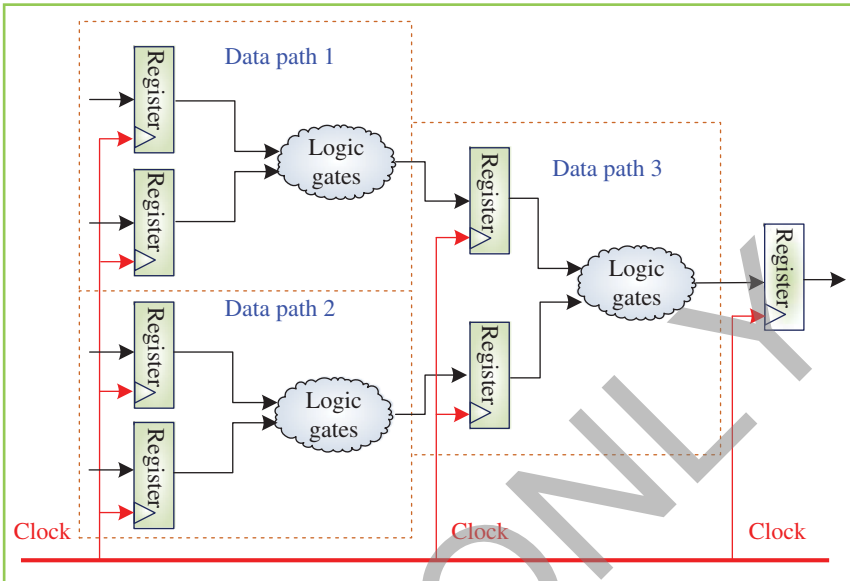 Data path 1
Register
Logic
gates
Register
Data path 2
Register
Logic
gates
Register
Data path 3
Register
Logic
gates
Register
Register
Clock
Clock
Clock
ONLY